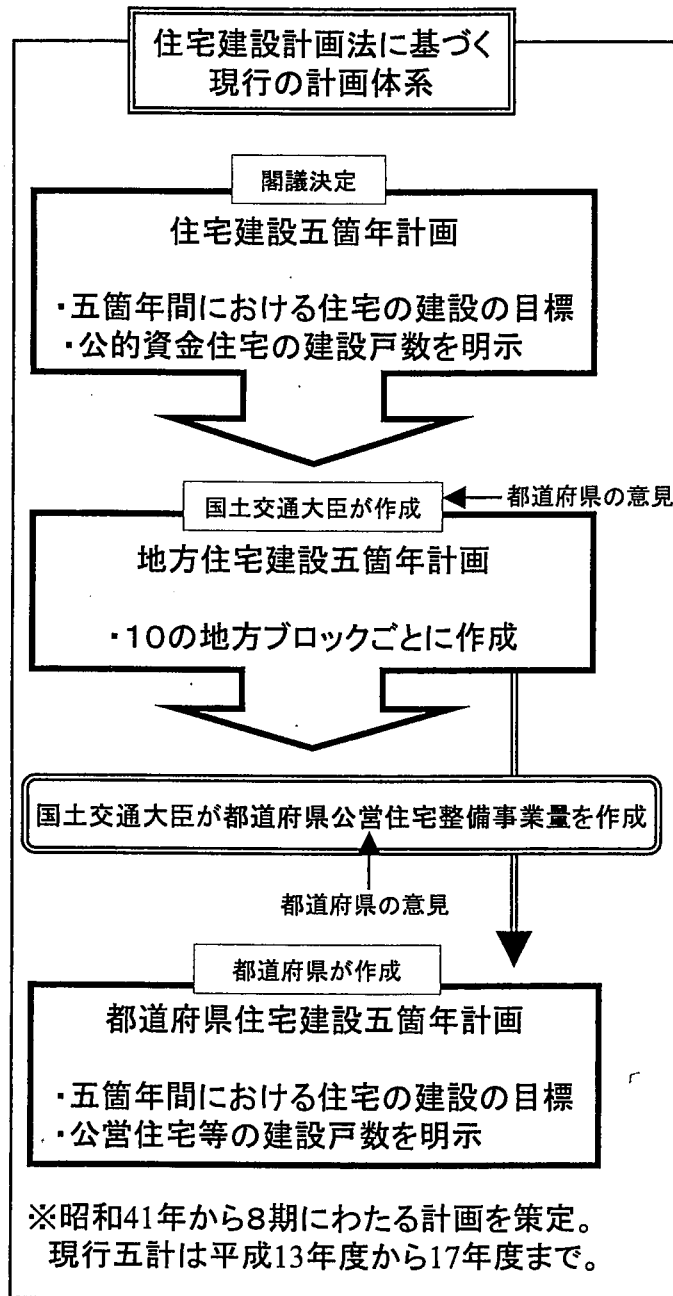 住宅建設計画法に基づく
現行の計画体系
閣議決定
住宅建設五箇年計画
・五箇年間における住宅の建設の目標
・公的資金住宅の建設戸数を明示
国土交通大臣が作成
都道府県の意見
地方住宅建設五箇年計画
・10の地方ブロックごとに作成
国土交通大臣が都道府県公営住宅整備事業量を作成
都道府県の意見
都道府県が作成
都道府県住宅建設五箇年計画
・五箇年間における住宅の建設の目標
・公営住宅等の建設戸数を明示
※昭和41年から8期にわたる計画を策定。
現行五計は平成13年度から17年度まで。